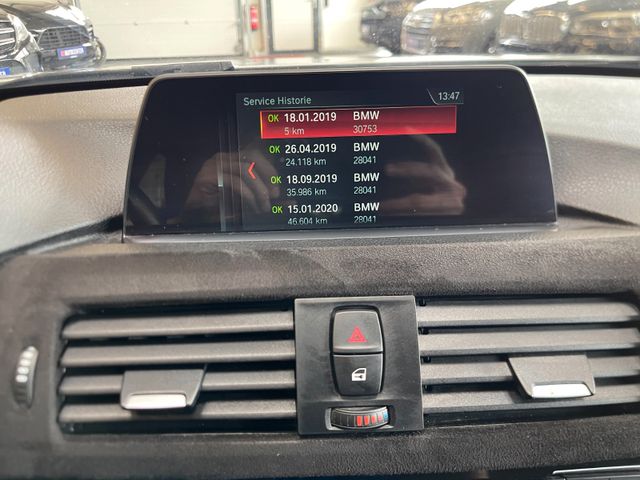 Service Historie
13:47
OK 18.01.2019 BMW
5 km 30753
OK 26.04.2019 BMW
24.118 km 28041
OK 18.09.2019 BMW
35.986 km 28041
OK 15.01.2020 BMW
46.604 km 28041